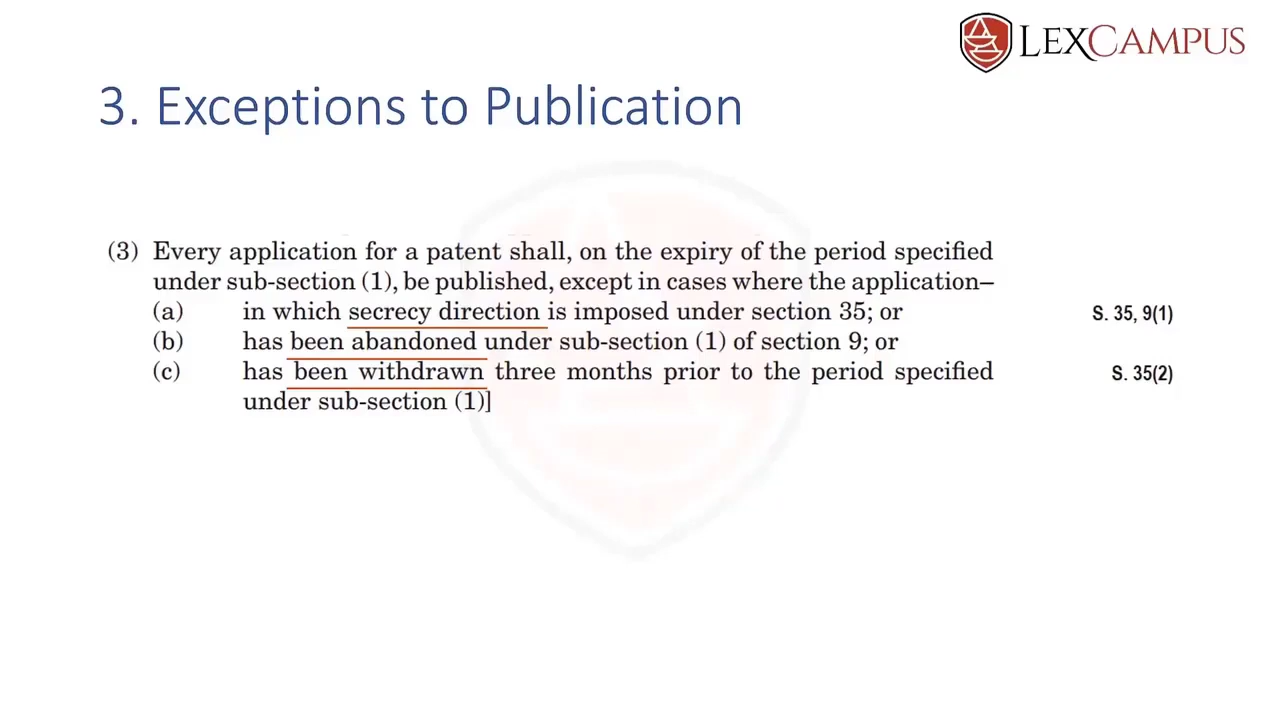 LEXCAMPUS
3. Exceptions to Publication
(3) Every application for a patent shall, on the expiry of the period specified
under sub-section (1), be published, except in cases where the application–
(a) in which secrecy direction is imposed under section 35; or S. 35, 9(1)
(b) has been abandoned under sub-section (1) of section 9; or
(c) has been withdrawn three months prior to the period specified S. 35(2)
under sub-section (1)]